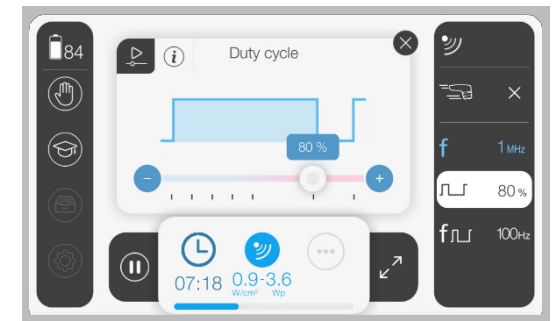 84
Duty cycle
i
80 %
f 1 MHz
80 %
f 100Hz
07:18 0.9-3.6
W/cm² Wp